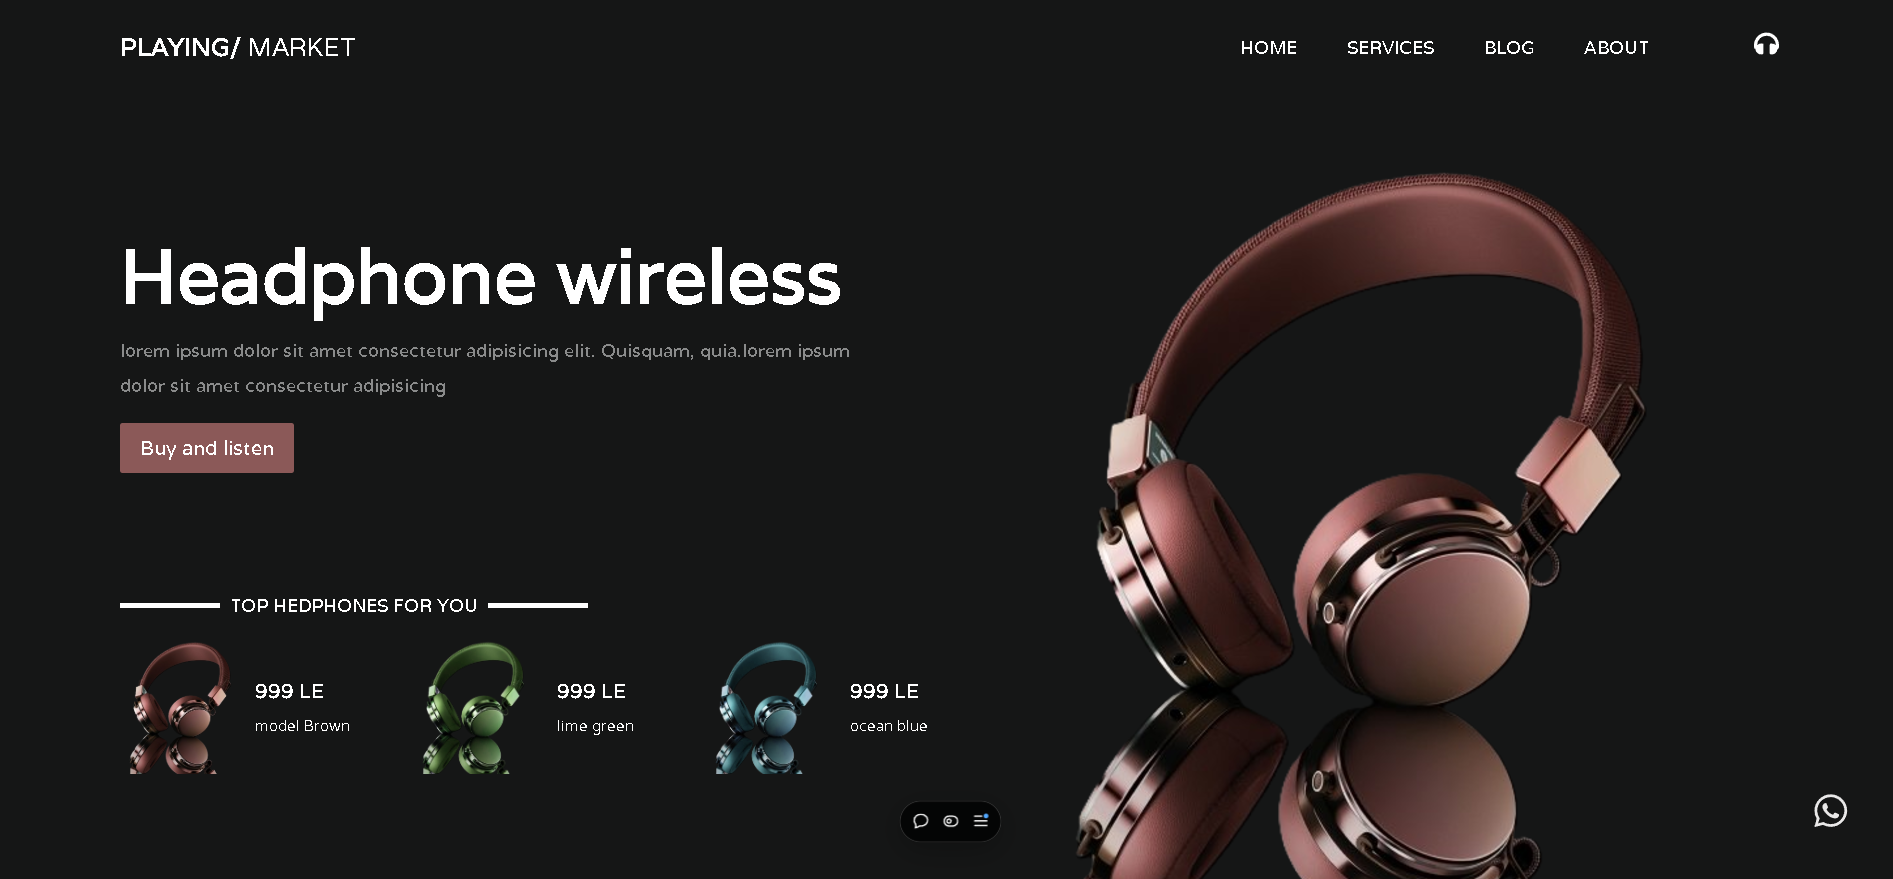 PLAYING/ MARKET
HOME SERVICES BLOG ABOUT
Headphone wireless
lorem ipsum dolor sit amet consectetur adipisicing elit. Quisquam, quia.lorem ipsum
dolor sit amet consectetur adipisicing
Buy and listen
TOP HEDPHONES FOR YOU
999 LE
model Brown
999 LE
lime green
999 LE
ocean blue